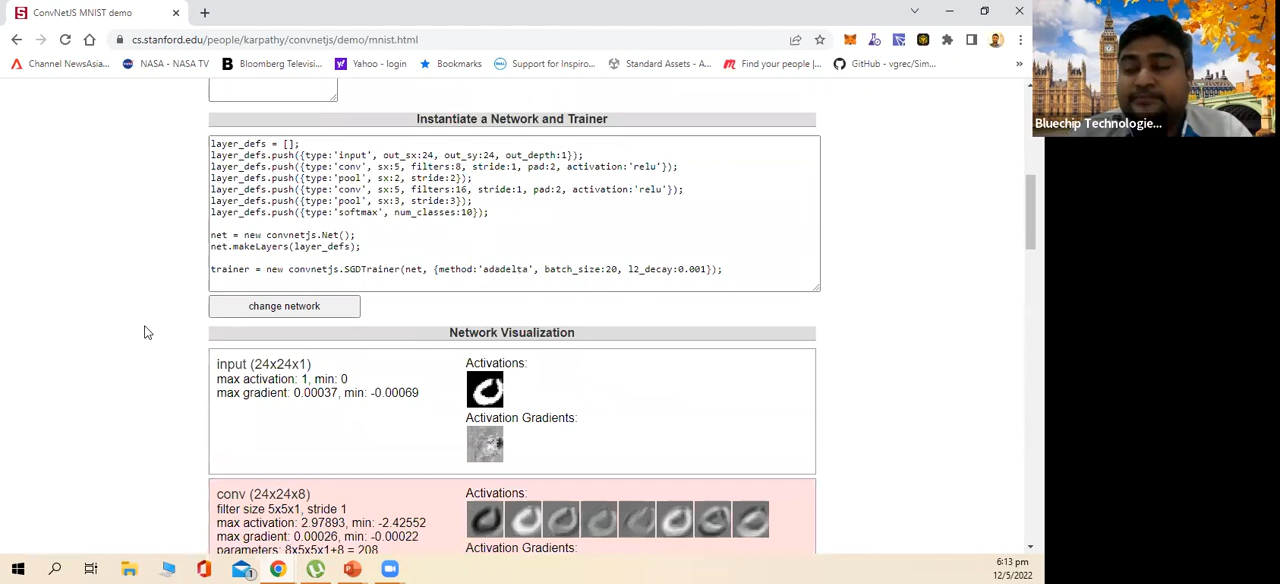 ConvNetJS MNIST demo
cs.stanford.edu/people/karpathy/convnetjs/demo/mnist.html
Channel NewsAsia...
NASA - NASA TV
Bloomberg Televisi...
Yahoo - login
Bookmarks
Support for Inspiro...
Standard Assets - A...
Find your people |...
GitHub - vgrec/Sim...
Bluechip Technologie...
Instantiate a Network and Trainer
layer_defs = [];
layer_defs.push({type:'input', out_sx:24, out_sy:24, out_depth:1});
layer_defs.push({type:'conv', sx:5, filters:8, stride:1, pad:2, activation:'relu'});
layer_defs.push({type:'pool', sx:2, stride:2});
layer_defs.push({type:'conv', sx:5, filters:16, stride:1, pad:2, activation:'relu'});
layer_defs.push({type:'pool', sx:3, stride:3});
layer_defs.push({type:'softmax', num_classes:10});
net = new convnetjs.Net();
net.makeLayers(layer_defs);
trainer = new convnetjs.SGDTrainer(net, {method:'adadelta', batch_size:20, l2_decay:0.001});
change network
Network Visualization
input (24x24x1)
max activation: 1, min: 0
max gradient: 0.00037, min: -0.00069
Activations:
Activation Gradients:
conv (24x24x8)
filter size 5x5x1, stride 1
max activation: 2.97893, min: -2.42552
max gradient: 0.00026, min: -0.00022
parameters: 8x5x5x1+8 = 208
Activations:
Activation Gradients:
6:13 pm
12/5/2022